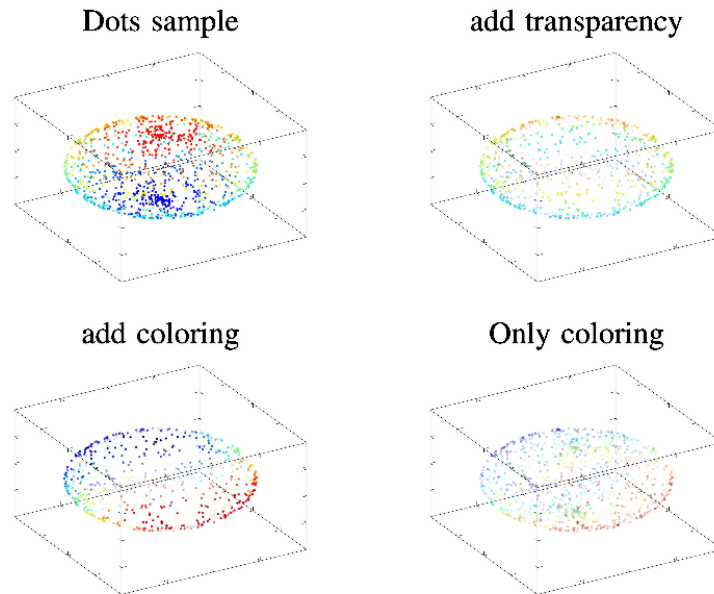 Dots sample
add transparency
add coloring
Only coloring